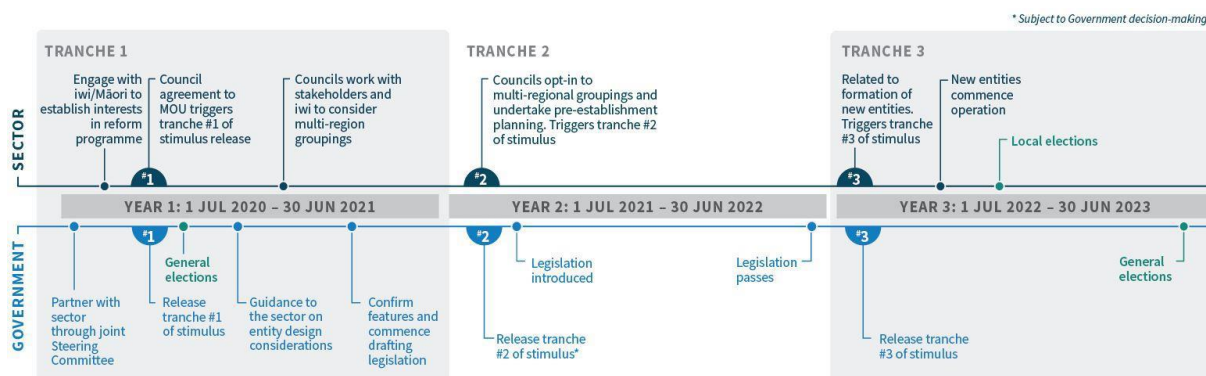 * Subject to Government decision-making
TRANCHE 1
TRANCHE 2
TRANCHE 3
SECTOR
Engage with
iwi/Māori to
establish interests
in reform
programme
Council
agreement to
MOU triggers
tranche #1 of
stimulus release
Councils work with
stakeholders and
iwi to consider
multi-region
groupings
Councils opt-in to
multi-regional groupings and
undertake pre-establishment
planning. Triggers tranche #2
of stimulus
Related to
formation of
new entities.
Triggers tranche
#3 of stimulus
New entities
commence
operation
Local elections
#1
#2
#3
YEAR 1: 1 JUL 2020 – 30 JUN 2021
YEAR 2: 1 JUL 2021 – 30 JUN 2022
YEAR 3: 1 JUL 2022 – 30 JUN 2023
GOVERNMENT
#1
#2
#3
Partner with
sector
through joint
Steering
Committee
Release
tranche #1
of stimulus
General
elections
Guidance to
the sector on
entity design
considerations
Confirm
features and
commence
drafting
legislation
Release tranche
#2 of stimulus*
Legislation
introduced
Legislation
passes
Release tranche
#3 of stimulus
General
elections